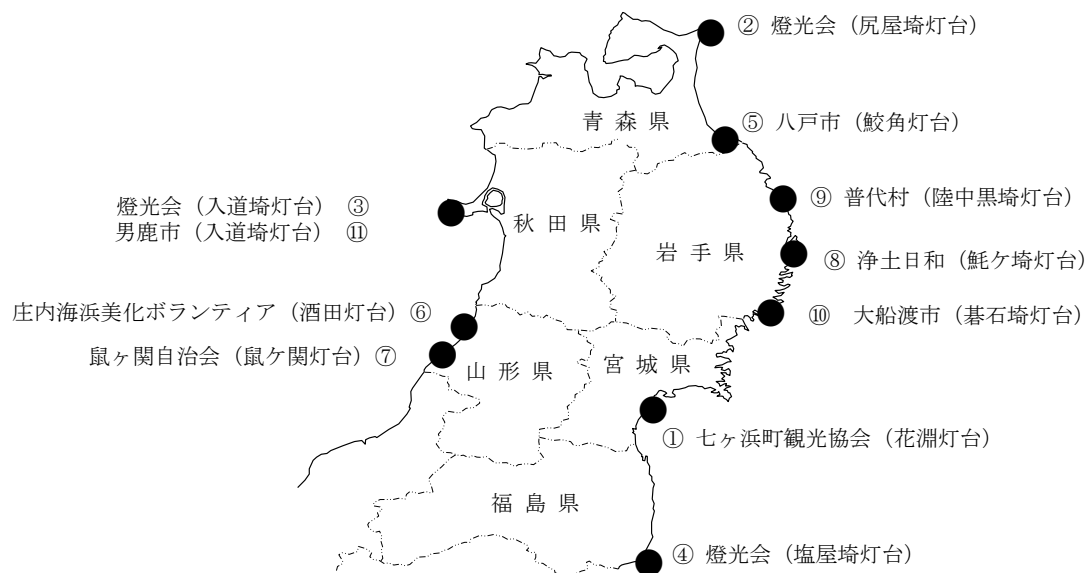 ② 燈光会（尻屋埼灯台）
青森県
⑤ 八戸市（鮫角灯台）
燈光会（入道埼灯台） ③
男鹿市（入道埼灯台） ⑪
秋田県
岩手県
⑨ 普代村（陸中黒埼灯台）
⑧ 浄土日和（魹ケ埼灯台）
⑩ 大船渡市（碁石埼灯台）
庄内海浜美化ボランティア（酒田灯台）⑥
鼠ヶ関自治会（鼠ケ関灯台）⑦
山形県
宮城県
① 七ヶ浜町観光協会（花淵灯台）
福島県
④ 燈光会（塩屋埼灯台）